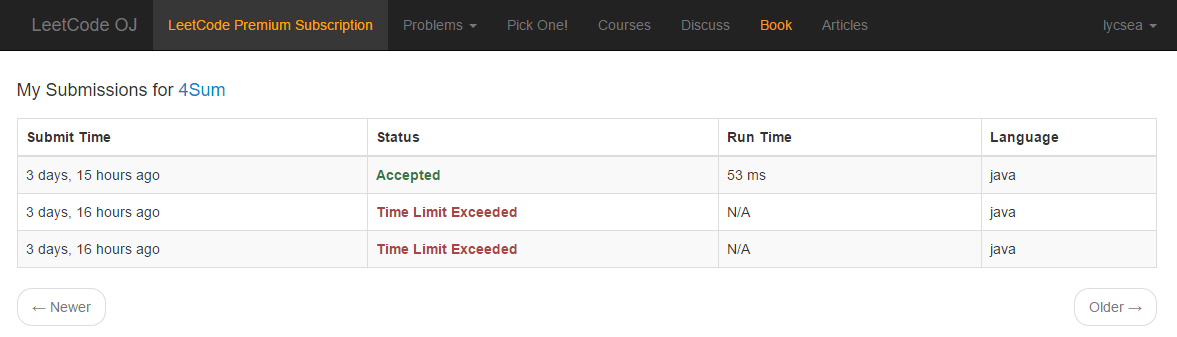 LeetCode OJ LeetCode Premium Subscription Problems Pick One! Courses Discuss Book Articles lycsea
My Submissions for 4Sum
Submit Time Status Run Time Language
3 days, 15 hours ago Accepted 53 ms java
3 days, 16 hours ago Time Limit Exceeded N/A java
3 days, 16 hours ago Time Limit Exceeded N/A java
← Newer Older →